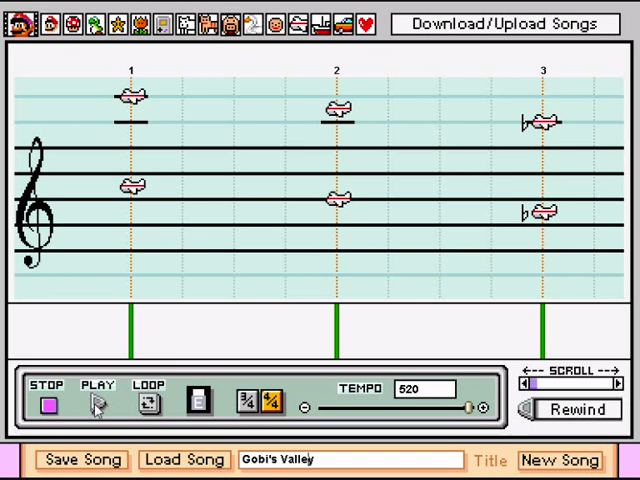 Download/Upload Songs
1 2 3
♭ ♭
STOP PLAY LOOP
3/4 4/4
TEMPO 520
<--- SCROLL --->
Rewind
Save Song Load Song Gobi's Valley Title New Song